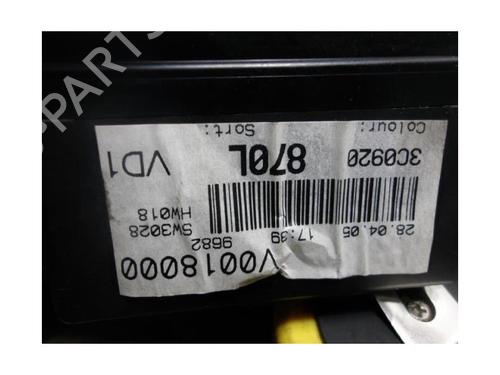 V0018000
28.04.05 17:39 9682
SW3028
HW018
3C0920 870L VD1
Colour: Sort:
PARTS